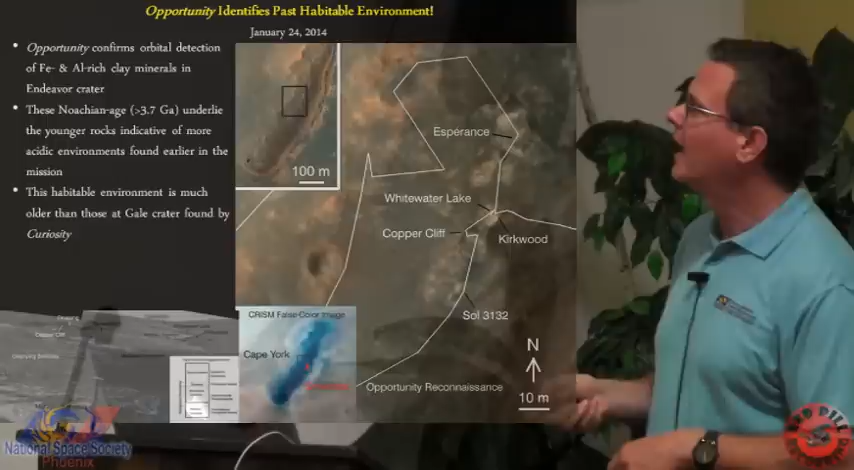 Opportunity Identifies Past Habitable Environment!
January 24, 2014
• Opportunity confirms orbital detection
of Fe- & Al-rich clay minerals in
Endeavor crater
• These Noachian-age (>3.7 Ga) underlie
the younger rocks indicative of more
acidic environments found earlier in the
mission
• This habitable environment is much
older than those at Gale crater found by
Curiosity
100 m
Esperance
Whitewater Lake
Copper Cliff
Kirkwood
Sol 3132
CRISM False-Color Image
Cape York
N
Opportunity Reconnaissance
10 m
Copper Cliff
National Space Society
Phoenix
RED PILL